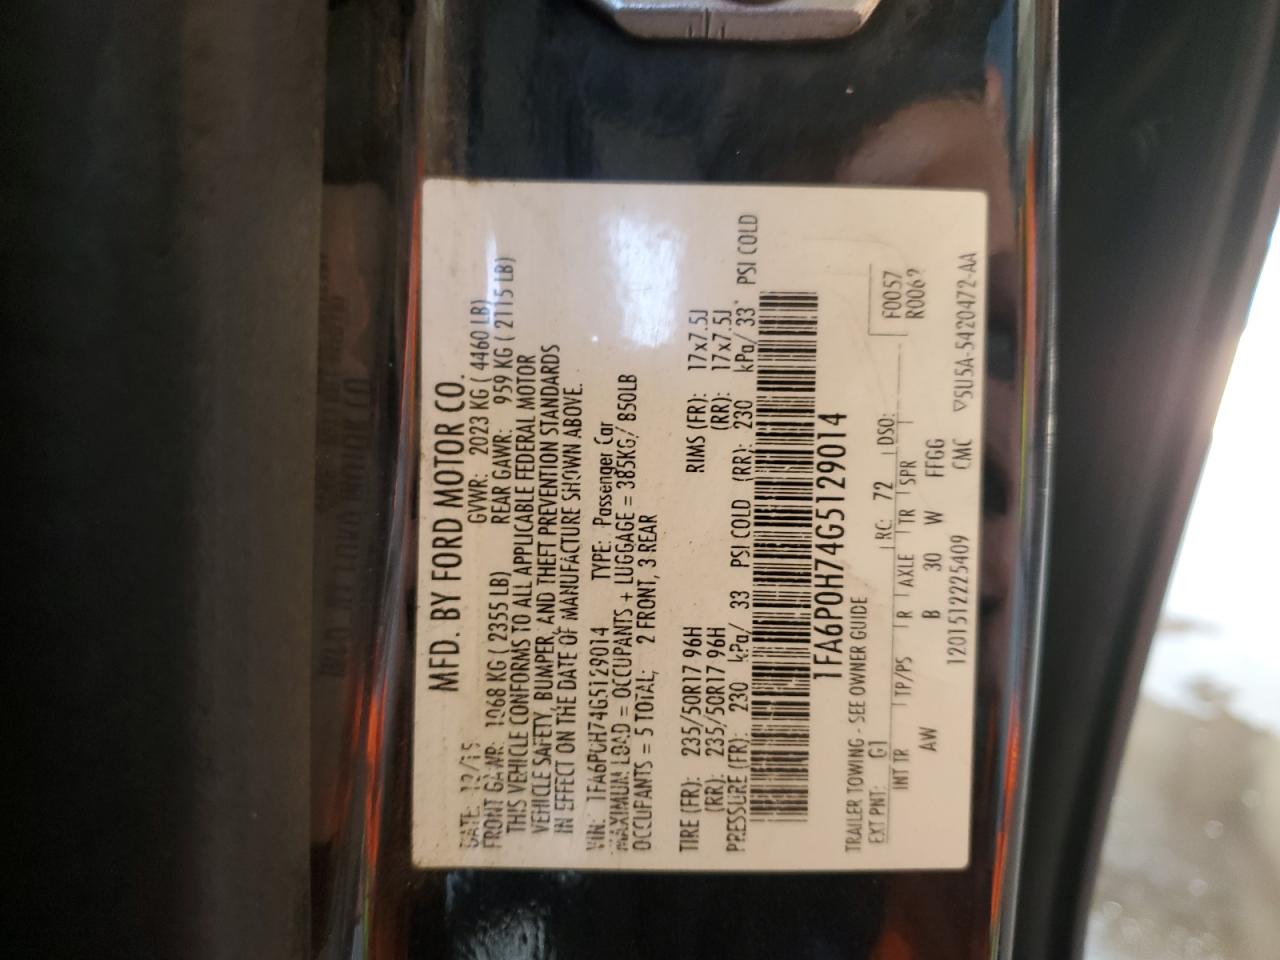 MFD. BY FORD MOTOR CO.
DATE: 12/15 GVWR: 2023 KG ( 4460 LB)
FRONT GAWR: 1068 KG ( 2355 LB) REAR GAWR: 959 KG ( 2115 LB)
THIS VEHICLE CONFORMS TO ALL APPLICABLE FEDERAL MOTOR
VEHICLE SAFETY, BUMPER, AND THEFT PREVENTION STANDARDS
IN EFFECT ON THE DATE OF MANUFACTURE SHOWN ABOVE.
VIN: 1FA6P0H74G5129014 TYPE: Passenger Car
MAXIMUM LOAD = OCCUPANTS + LUGGAGE = 385KG/ 850LB
OCCUPANTS = 5 TOTAL; 2 FRONT, 3 REAR
TIRE (FR): 235/50R17 96H RIMS (FR): 17x7.5J
(RR): 235/50R17 96H (RR): 17x7.5J
PRESSURE (FR): 230 kPa/ 33 PSI COLD (RR): 230 kPa/ 33 PSI COLD
1FA6P0H74G5129014
TRAILER TOWING - SEE OWNER GUIDE
EXT PNT: G1 RC: 72 DSO: F0057
INT TR TP/PS R AXLE TR SPR R0062
AW B 30 W FFGG
1201512225409 CMC ▽5U5A-5420472-AA